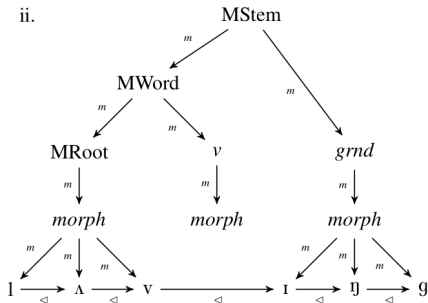 ii. MStem
m
MWord m
m m
MRoot v grnd
m m m
morph morph morph
m m m m m m
l ʌ v ɪ ŋ g
◁ ◁ ◁ ◁ ◁